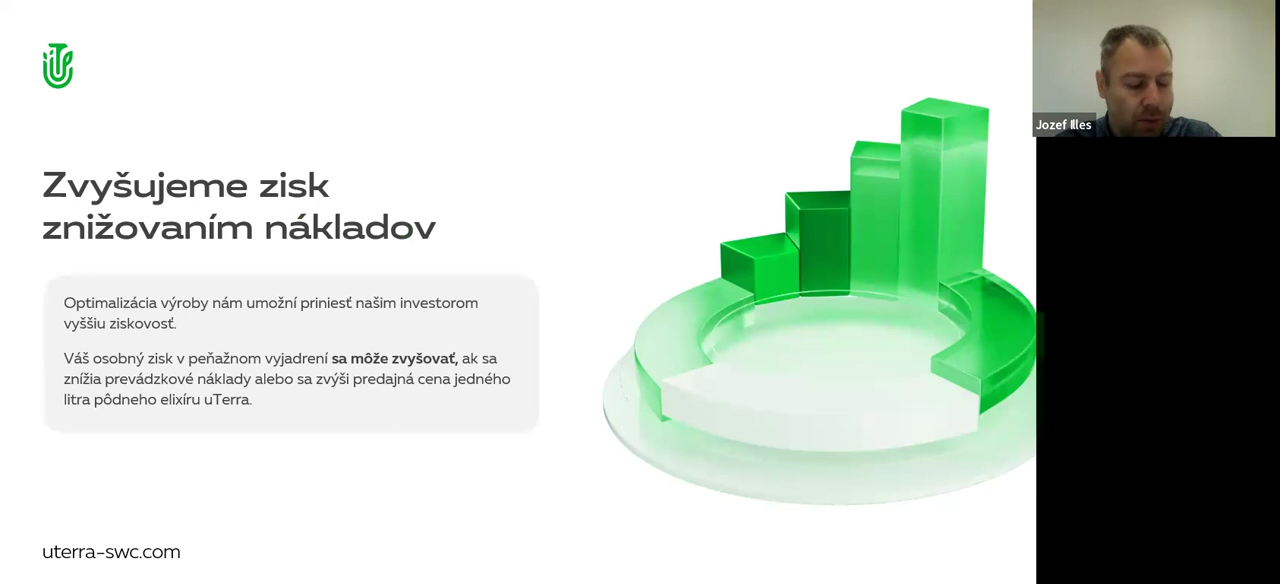 Zvyšujeme zisk
znižovaním nákladov
Optimalizácia výroby nám umožní priniesť našim investorom
vyššiu ziskovosť.
Váš osobný zisk v peňažnom vyjadrení sa môže zvyšovať, ak sa
znížia prevádzkové náklady alebo sa zvýši predajná cena jedného
litra pôdneho elixíru uTerra.
uterra-swc.com
Jozef Illes